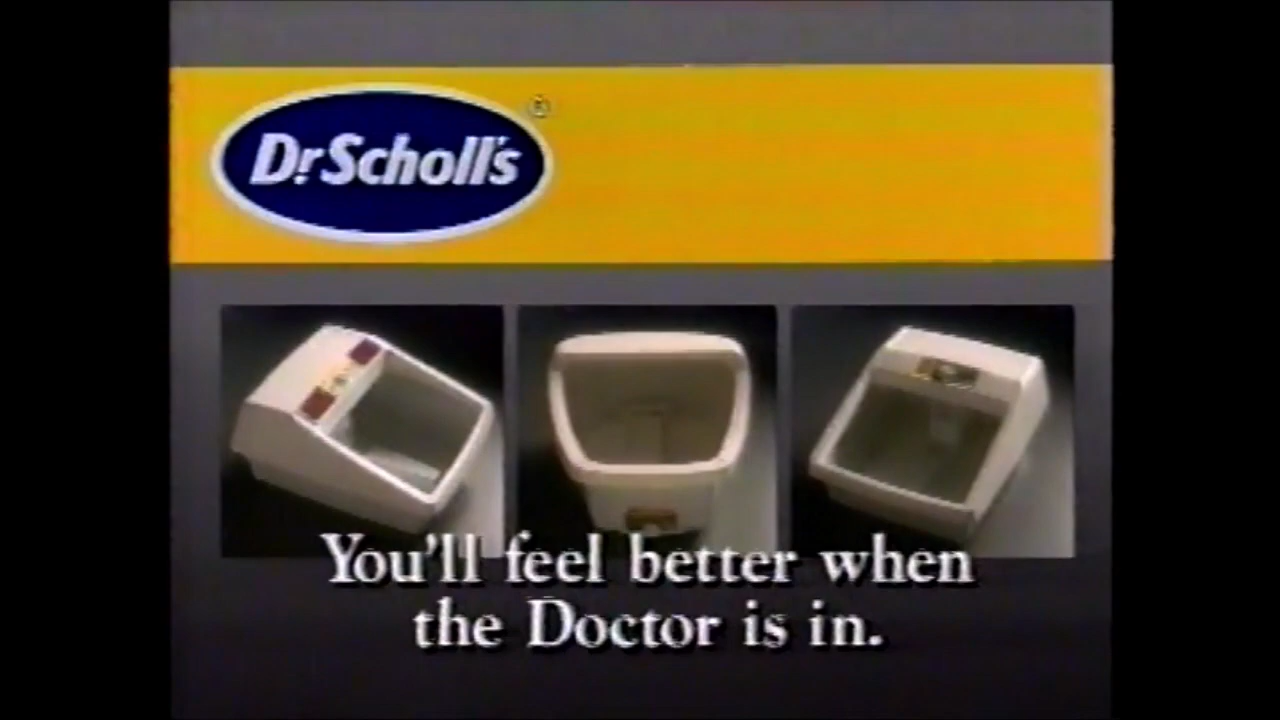 Dr. Scholl's ®
You'll feel better when
the Doctor is in.